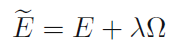 Ẽ = E + λΩ